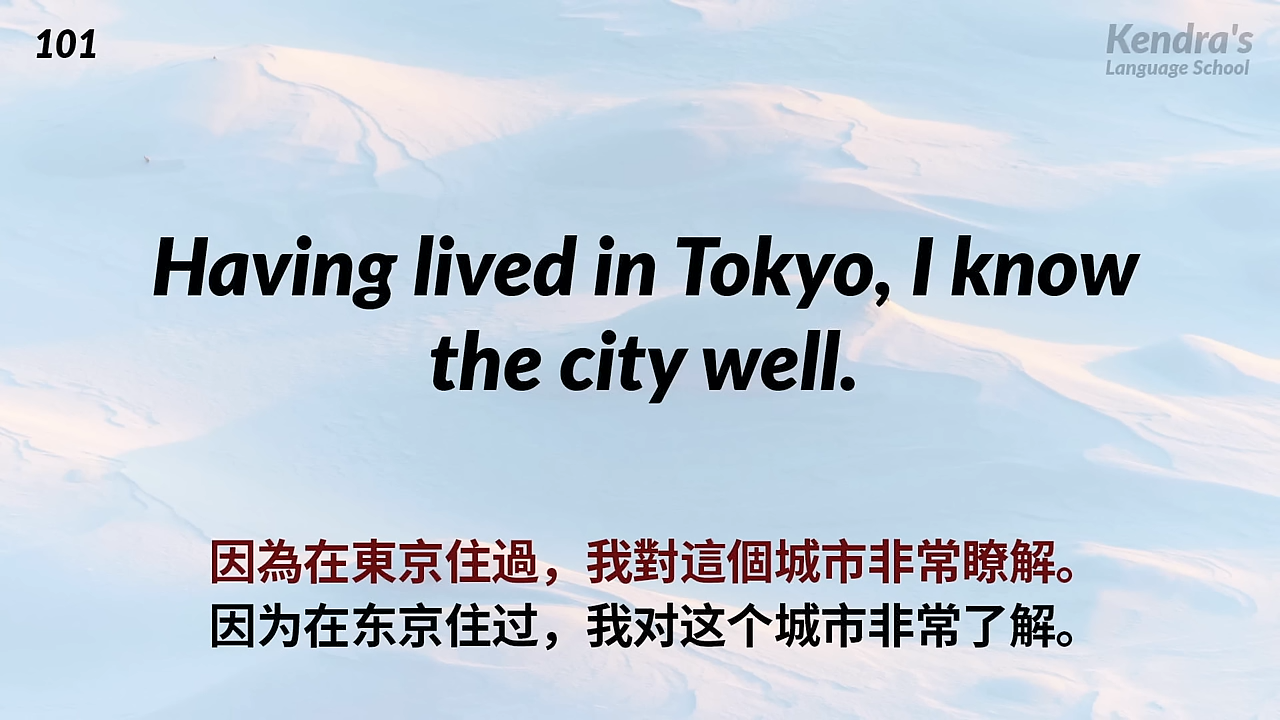 101
Kendra's
Language School
Having lived in Tokyo, I know
the city well.
因為在東京住過，我對這個城市非常瞭解。
因为在东京住过，我对这个城市非常了解。